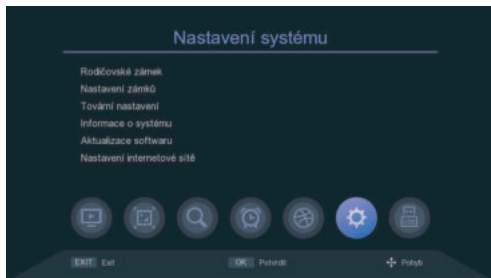 Nastavení systému
Rodičovské zámek
Nastavení zámků
Tovární nastavení
Informace o systému
Aktualizace softwaru
Nastavení internetové sítě
EXIT Exit OK Potvrdit Pohyb